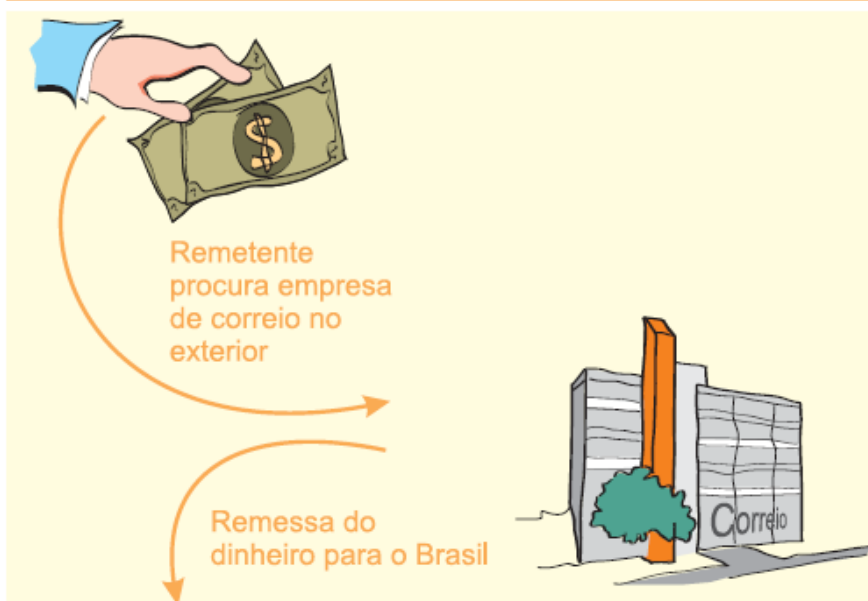 $
Remetente
procura empresa
de correio no
exterior
Correio
Remessa do
dinheiro para o Brasil